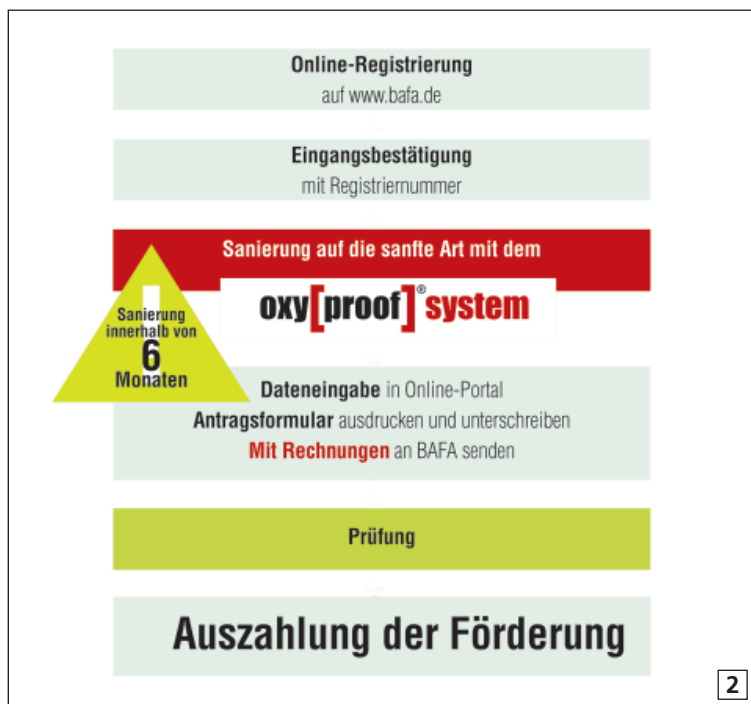 Online-Registrierung
auf www.bafa.de
Eingangsbestätigung
mit Registriernummer
Sanierung auf die sanfte Art mit dem
oxy[proof]®system
!
Sanierung
innerhalb von
6
Monaten
Dateneingabe in Online-Portal
Antragsformular ausdrucken und unterschreiben
Mit Rechnungen an BAFA senden
Prüfung
Auszahlung der Förderung
2